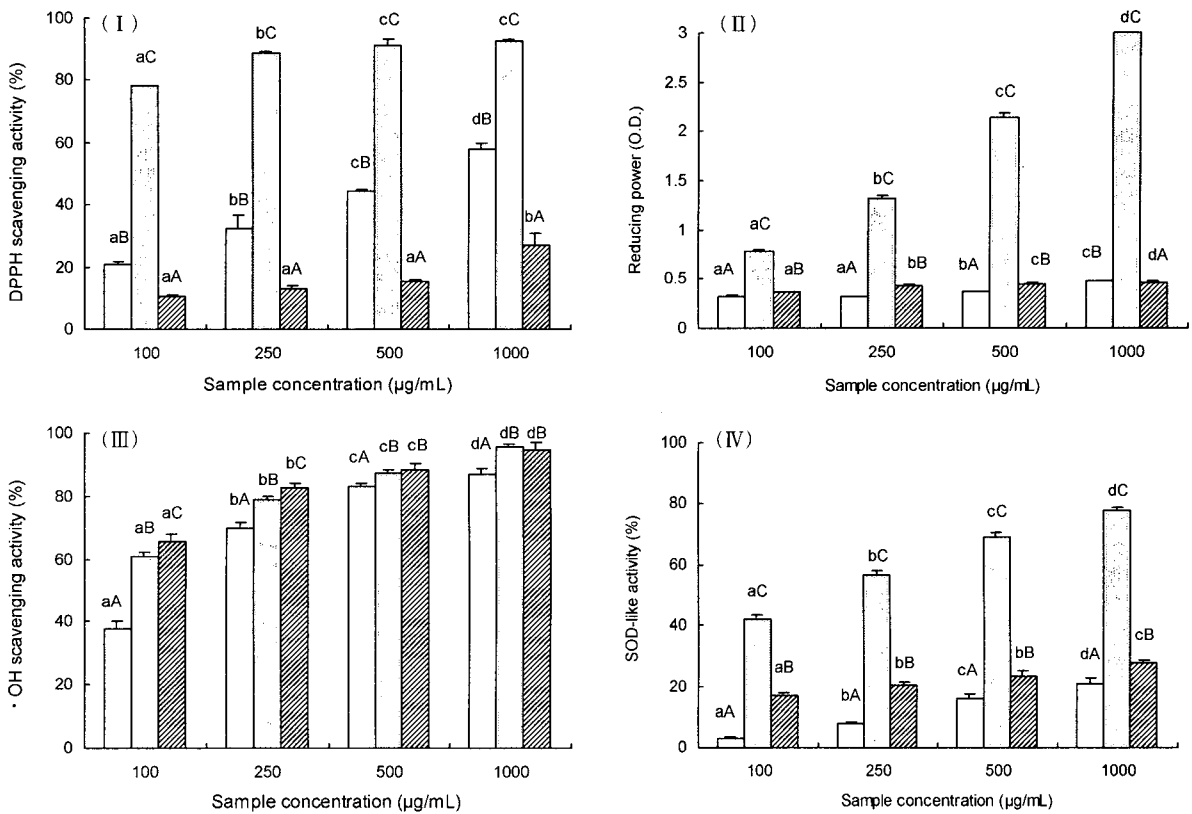 (I)
DPPH scavenging activity (%)
100
80
60
40
20
0
aB aC aA
bB bC aA
cB cC aA
dB cC bA
100 250 500 1000
Sample concentration (μg/mL)
(II)
Reducing power (O.D.)
3
2.5
2
1.5
1
0.5
0
aA aC aB
aA bC bB
bA cC cB
cB dC dA
100 250 500 1000
Sample concentration (μg/mL)
(III)
·OH scavenging activity (%)
100
80
60
40
20
0
aA aB aC
bA bB bC
cA cB cB
dA dB dB
100 250 500 1000
Sample concentration (μg/mL)
(IV)
SOD-like activity (%)
100
80
60
40
20
0
aA aC aB
bA bC bB
cA cC bB
dA dC cB
100 250 500 1000
Sample concentration (μg/mL)